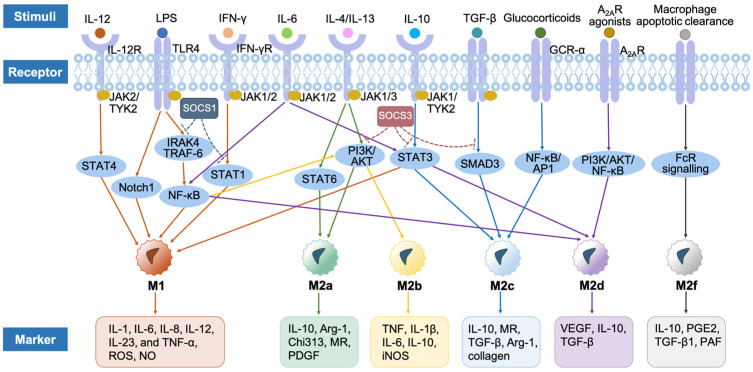 Stimuli
IL-12
LPS
IFN-γ
IL-6
IL-4/IL-13
IL-10
TGF-β
Glucocorticoids
A2AR
agonists
Macrophage
apoptotic clearance
IL-12R
TLR4
IFN-γR
GCR-α
A2AR
Receptor
JAK2/
TYK2
JAK1/2
JAK1/2
JAK1/3
JAK1/
TYK2
SOCS1
SOCS3
IRAK4
TRAF-6
STAT4
Notch1
NF-κB
STAT1
STAT6
PI3K/
AKT
STAT3
SMAD3
NF-κB/
AP1
PI3K/AKT/
NF-κB
FcR
signalling
M1
M2a
M2b
M2c
M2d
M2f
Marker
IL-1, IL-6, IL-8, IL-12,
IL-23, and TNF-α,
ROS, NO
IL-10, Arg-1,
Chi313, MR,
PDGF
TNF, IL-1β,
IL-6, IL-10,
iNOS
IL-10, MR,
TGF-β, Arg-1,
collagen
VEGF, IL-10,
TGF-β
IL-10, PGE2,
TGF-β1, PAF